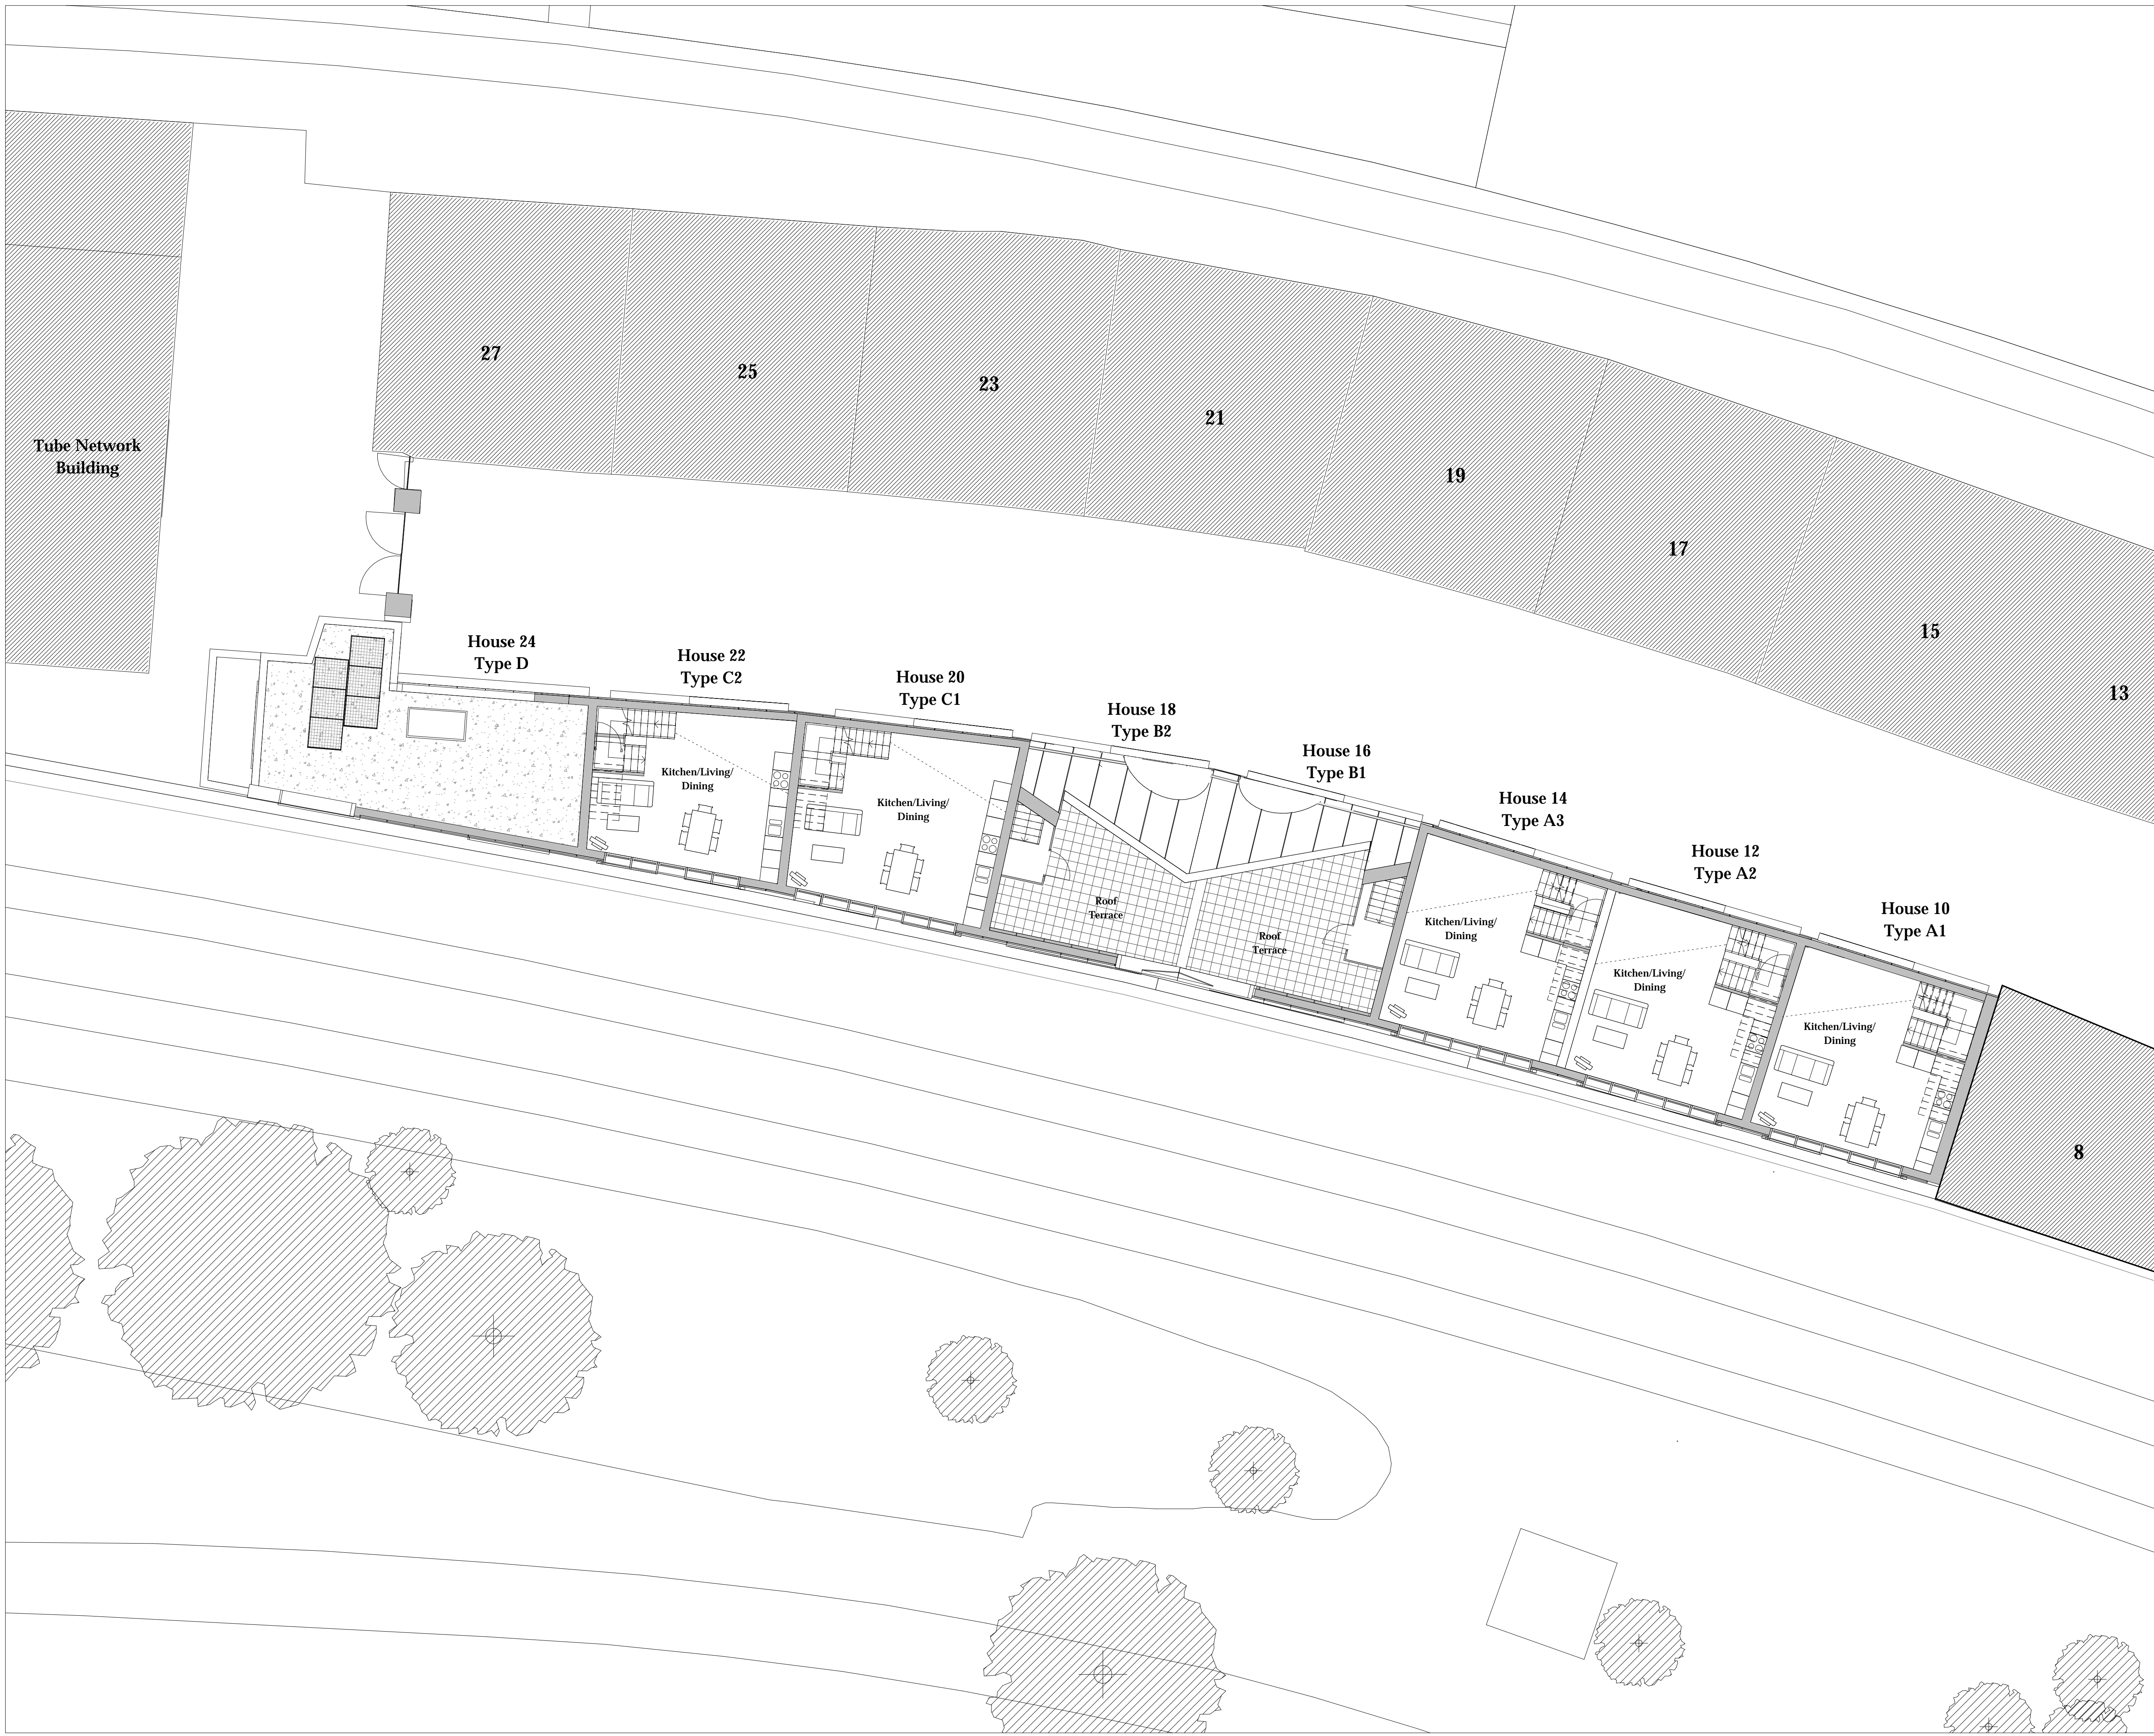 27
25
23
21
19
17
15
13
Tube Network
Building
House 24
Type D
House 22
Type C2
House 20
Type C1
House 18
Type B2
House 16
Type B1
House 14
Type A3
House 12
Type A2
House 10
Type A1
Kitchen/Living/
Dining
Kitchen/Living/
Dining
Roof
Terrace
Roof
Terrace
Kitchen/Living/
Dining
Kitchen/Living/
Dining
Kitchen/Living/
Dining
8